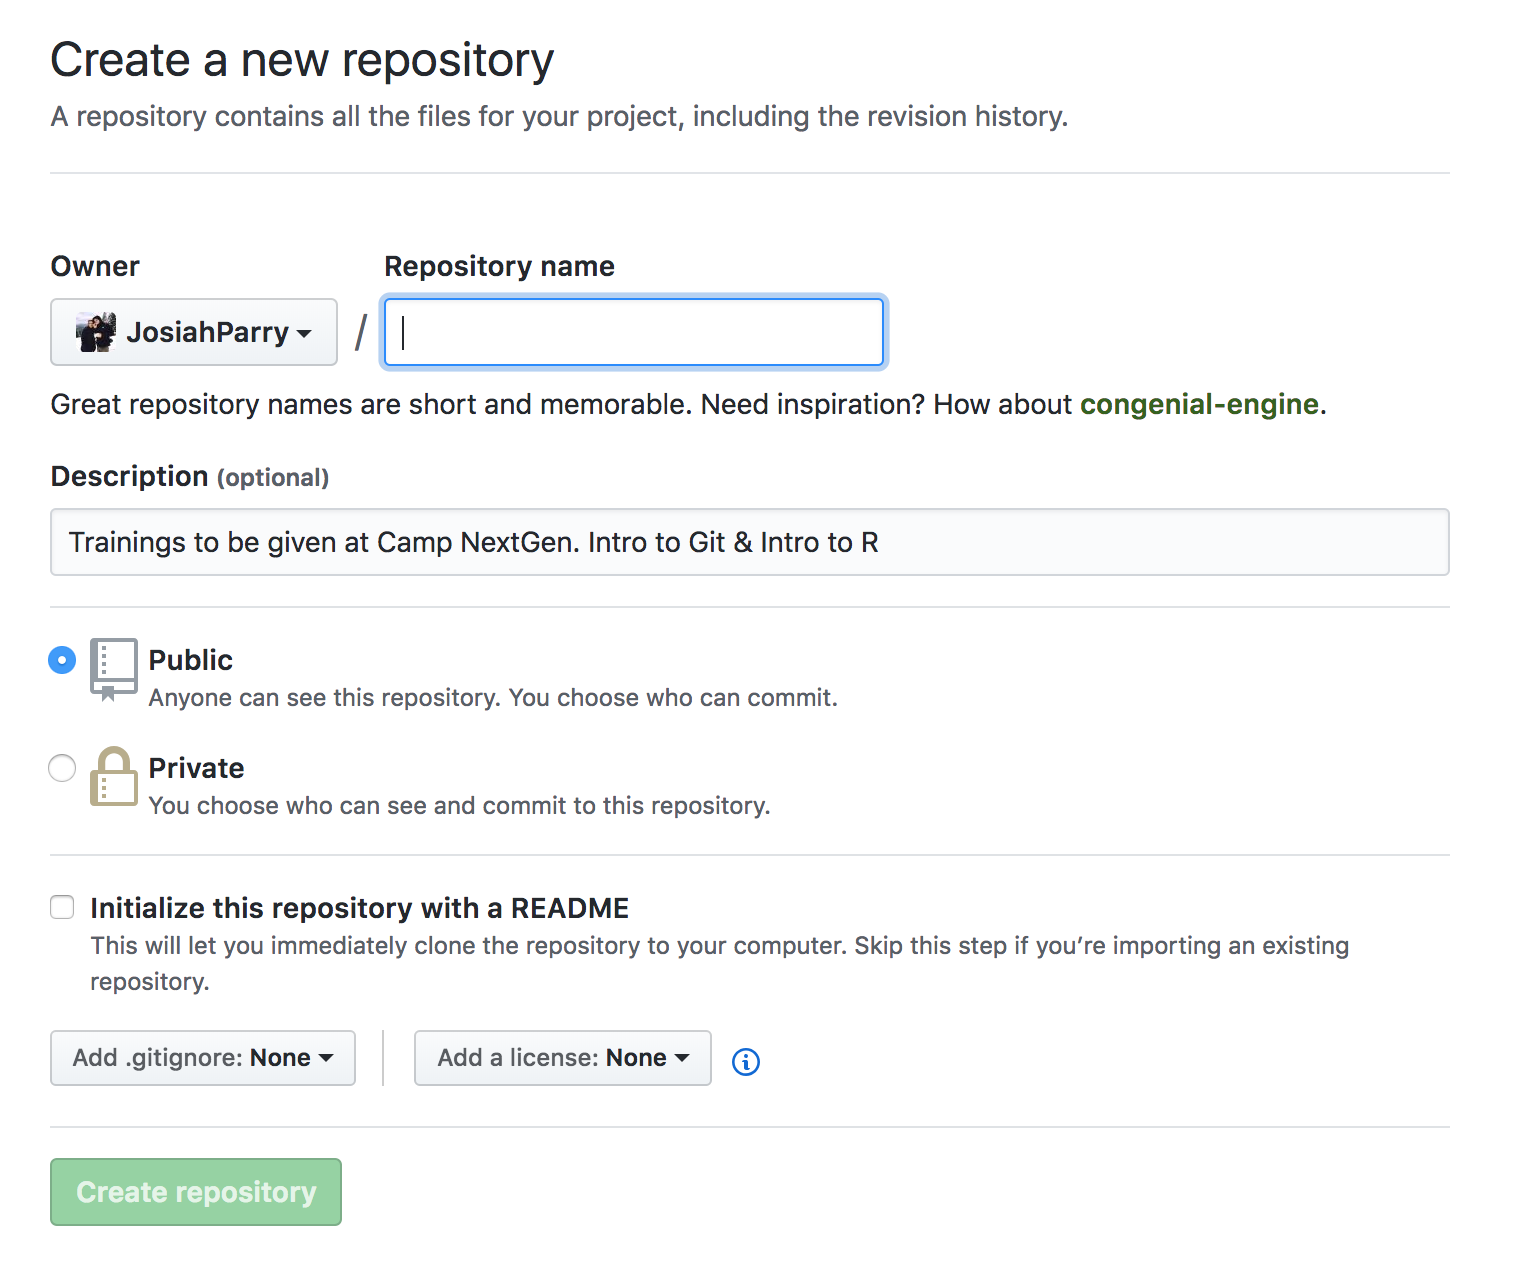 Create a new repository
A repository contains all the files for your project, including the revision history.
Owner
Repository name
JosiahParry
/
Great repository names are short and memorable. Need inspiration? How about congenial-engine.
Description (optional)
Trainings to be given at Camp NextGen. Intro to Git & Intro to R
Public
Anyone can see this repository. You choose who can commit.
Private
You choose who can see and commit to this repository.
Initialize this repository with a README
This will let you immediately clone the repository to your computer. Skip this step if you’re importing an existing
repository.
Add .gitignore: None
Add a license: None
Create repository